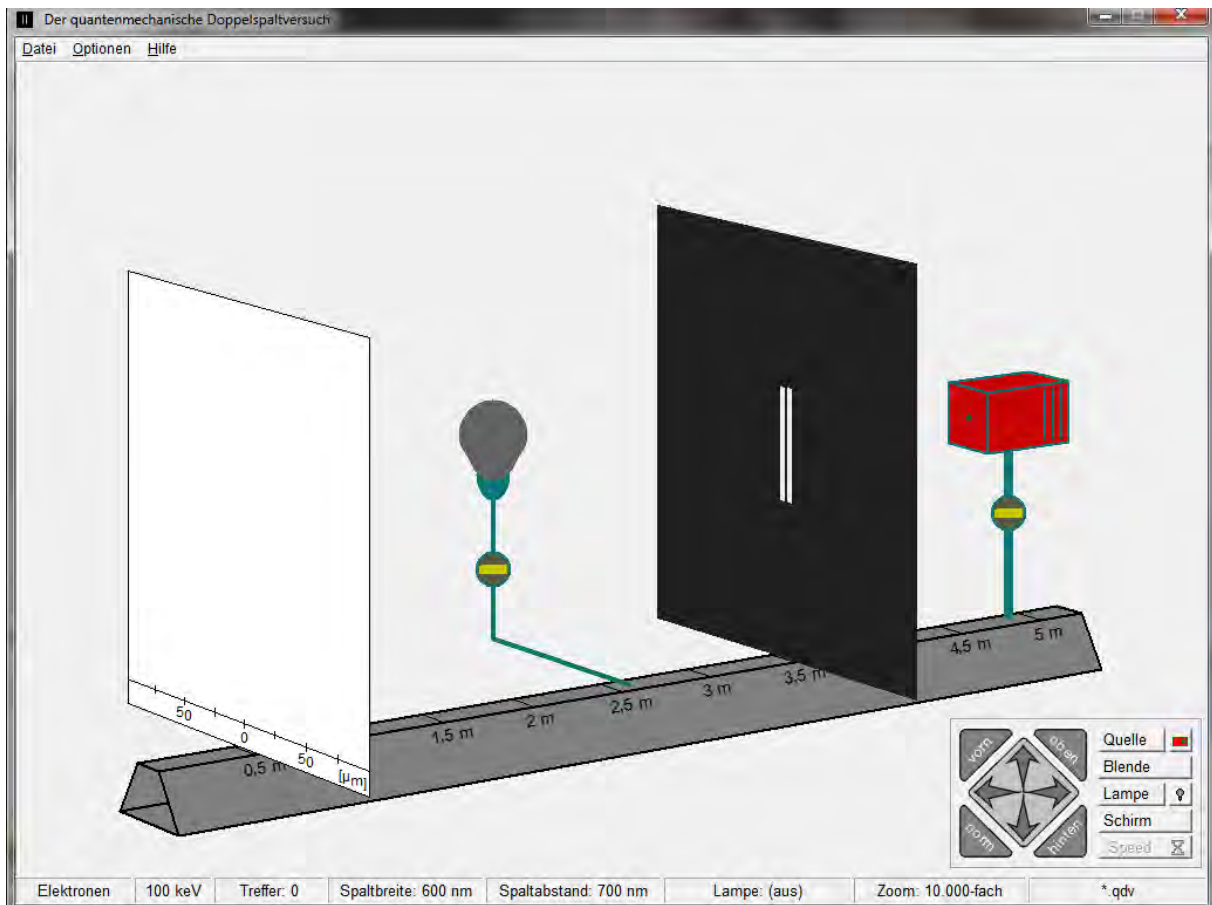 Der quantenmechanische Doppelspaltversuch
Datei Optionen Hilfe
50 0 50 [µm]
0,5 m 1,5 m 2 m 2,5 m 3 m 3,5 m 4,5 m 5 m
vorn oben
norm hinten
Quelle
Blende
Lampe
Schirm
Speed
Elektronen 100 keV Treffer: 0 Spaltbreite: 600 nm Spaltabstand: 700 nm Lampe: (aus) Zoom: 10.000-fach *.qdv